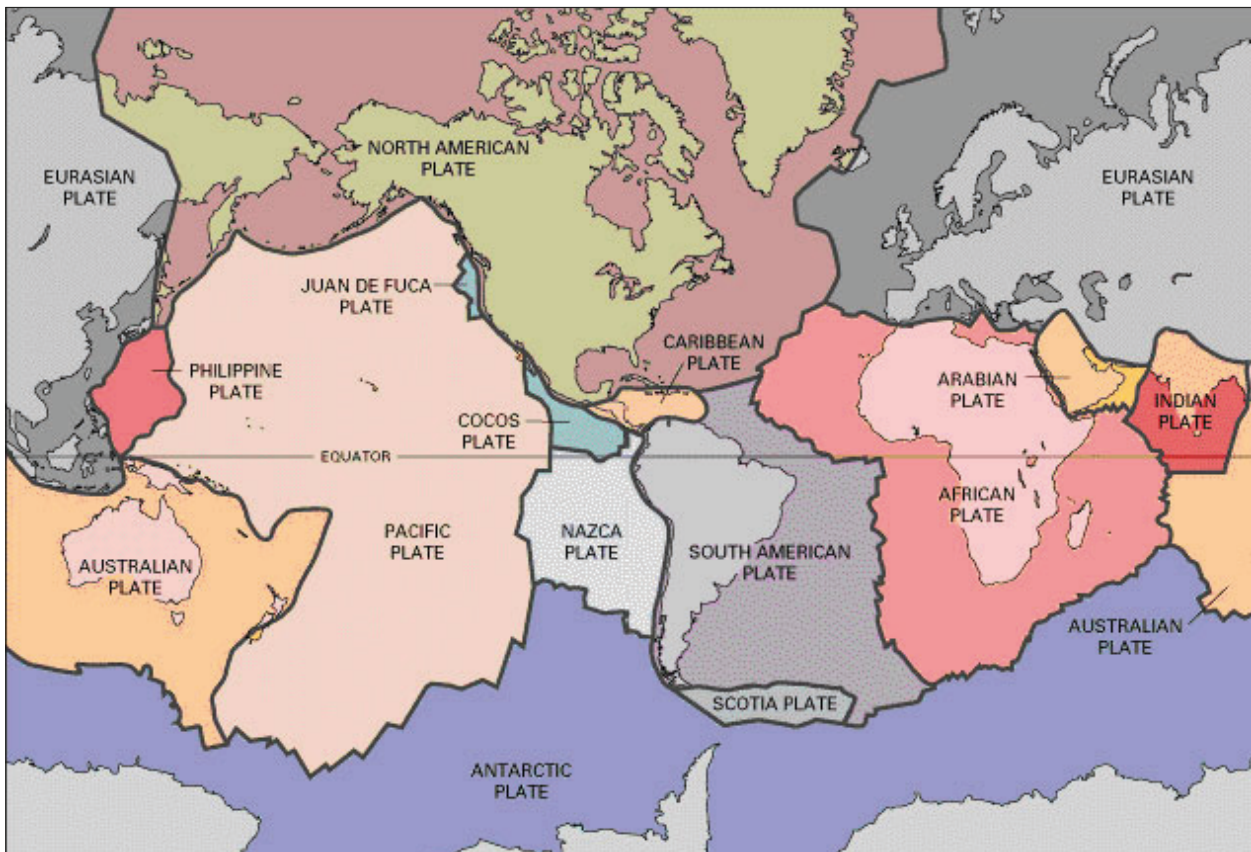 NORTH AMERICAN
PLATE
EURASIAN
PLATE
EURASIAN
PLATE
JUAN DE FUCA
PLATE
CARIBBEAN
PLATE
PHILIPPINE
PLATE
ARABIAN
PLATE
INDIAN
PLATE
COCOS
PLATE
EQUATOR
AFRICAN
PLATE
PACIFIC
PLATE
NAZCA
PLATE
SOUTH AMERICAN
PLATE
AUSTRALIAN
PLATE
AUSTRALIAN
PLATE
SCOTIA PLATE
ANTARCTIC
PLATE